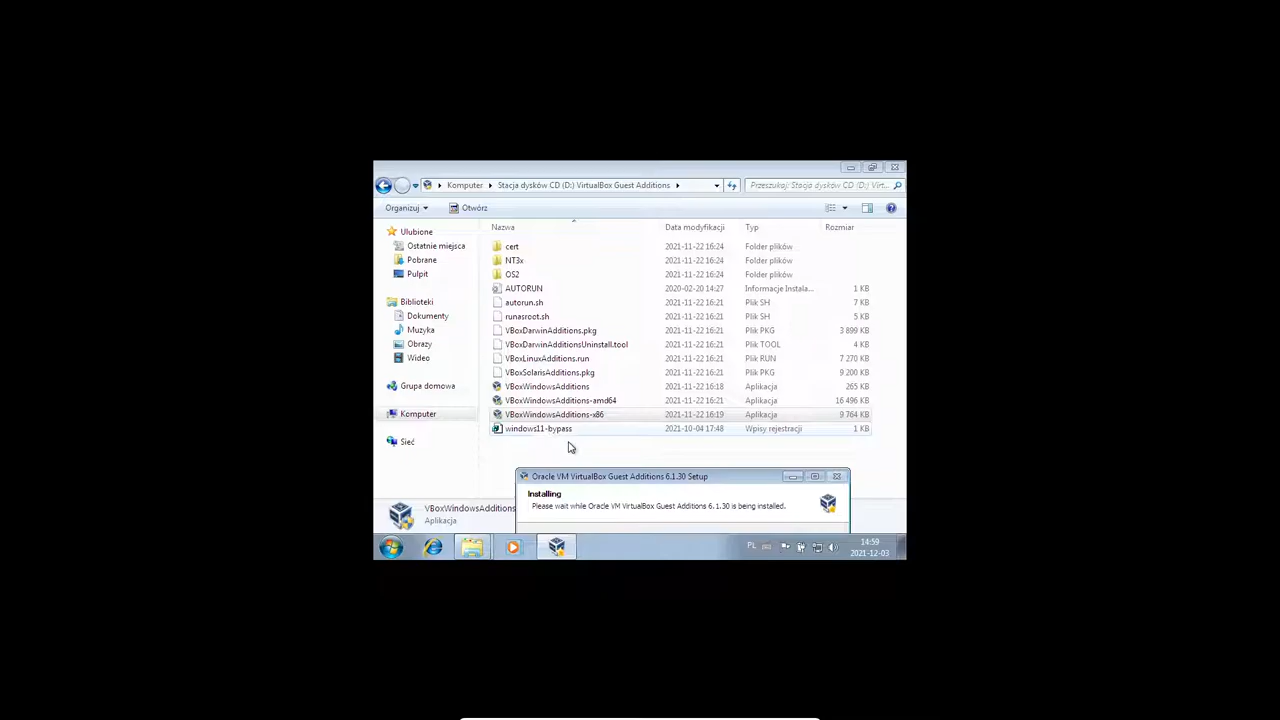 Komputer Stacja dysków CD (D:) VirtualBox Guest Additions Przeszukaj: Stacja dysków CD (D:) Virt...
Organizuj Otwórz
Nazwa Data modyfikacji Typ Rozmiar
Ulubione
Ostatnie miejsca
Pobrane
Pulpit
Biblioteki
Dokumenty
Muzyka
Obrazy
Wideo
Grupa domowa
Komputer
Sieć
cert 2021-11-22 16:24 Folder plików
NT3x 2021-11-22 16:24 Folder plików
OS2 2021-11-22 16:24 Folder plików
AUTORUN 2020-02-20 14:27 Informacje Instala... 1 KB
autorun.sh 2021-11-22 16:21 Plik SH 7 KB
runasroot.sh 2021-11-22 16:21 Plik SH 5 KB
VBoxDarwinAdditions.pkg 2021-11-22 16:21 Plik PKG 3 899 KB
VBoxDarwinAdditionsUninstall.tool 2021-11-22 16:21 Plik TOOL 4 KB
VBoxLinuxAdditions.run 2021-11-22 16:21 Plik RUN 7 270 KB
VBoxSolarisAdditions.pkg 2021-11-22 16:21 Plik PKG 9 200 KB
VBoxWindowsAdditions 2021-11-22 16:18 Aplikacja 265 KB
VBoxWindowsAdditions-amd64 2021-11-22 16:21 Aplikacja 16 496 KB
VBoxWindowsAdditions-x86 2021-11-22 16:19 Aplikacja 9 764 KB
windows11-bypass 2021-10-04 17:48 Wpisy rejestracji 1 KB
Oracle VM VirtualBox Guest Additions 6.1.30 Setup
Installing
Please wait while Oracle VM VirtualBox Guest Additions 6.1.30 is being installed.
VBoxWindowsAdditions
Aplikacja
PL 14:59
2021-12-03